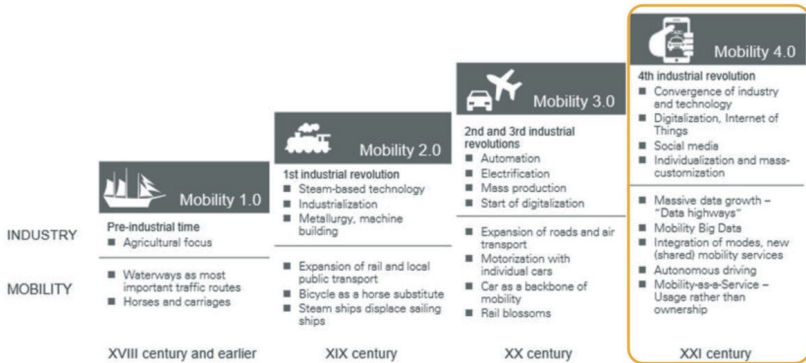 Mobility 1.0
Pre-industrial time
■ Agricultural focus
■ Waterways as most
important traffic routes
■ Horses and carriages
XVIII century and earlier
Mobility 2.0
1st industrial revolution
■ Steam-based technology
■ Industrialization
■ Metallurgy, machine
building
■ Expansion of rail and local
public transport
■ Bicycle as a horse substitute
■ Steam ships displace sailing
ships
XIX century
Mobility 3.0
2nd and 3rd industrial
revolutions
■ Automation
■ Electrification
■ Mass production
■ Start of digitalization
■ Expansion of roads and air
transport
■ Motorization with
individual cars
■ Car as a backbone of
mobility
■ Rail blossoms
XX century
Mobility 4.0
4th industrial revolution
■ Convergence of industry
and technology
■ Digitalization, Internet of
Things
■ Social media
■ Individualization and mass-
customization
■ Massive data growth –
"Data highways"
■ Mobility Big Data
■ Integration of modes, new
(shared) mobility services
■ Autonomous driving
■ Mobility-as-a-Service –
Usage rather than
ownership
XXI century
INDUSTRY
MOBILITY